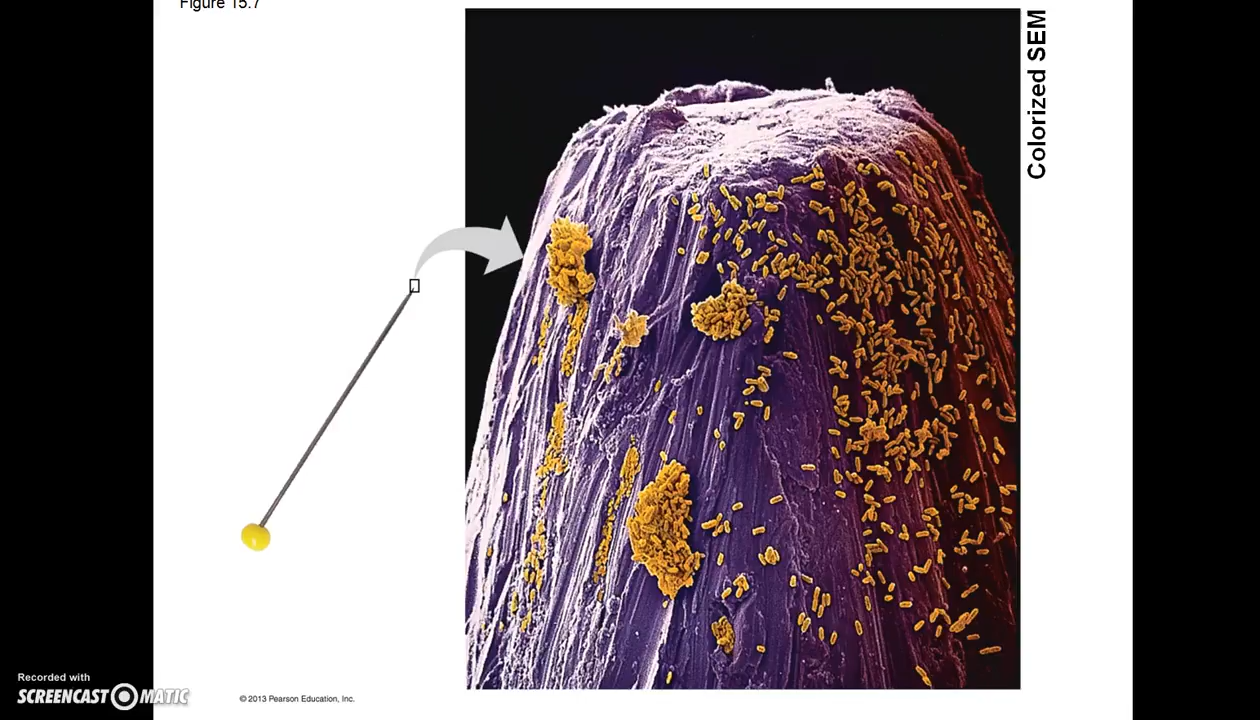 Figure 15.7
Colorized SEM
Recorded with
SCREENCAST MATIC
© 2013 Pearson Education, Inc.